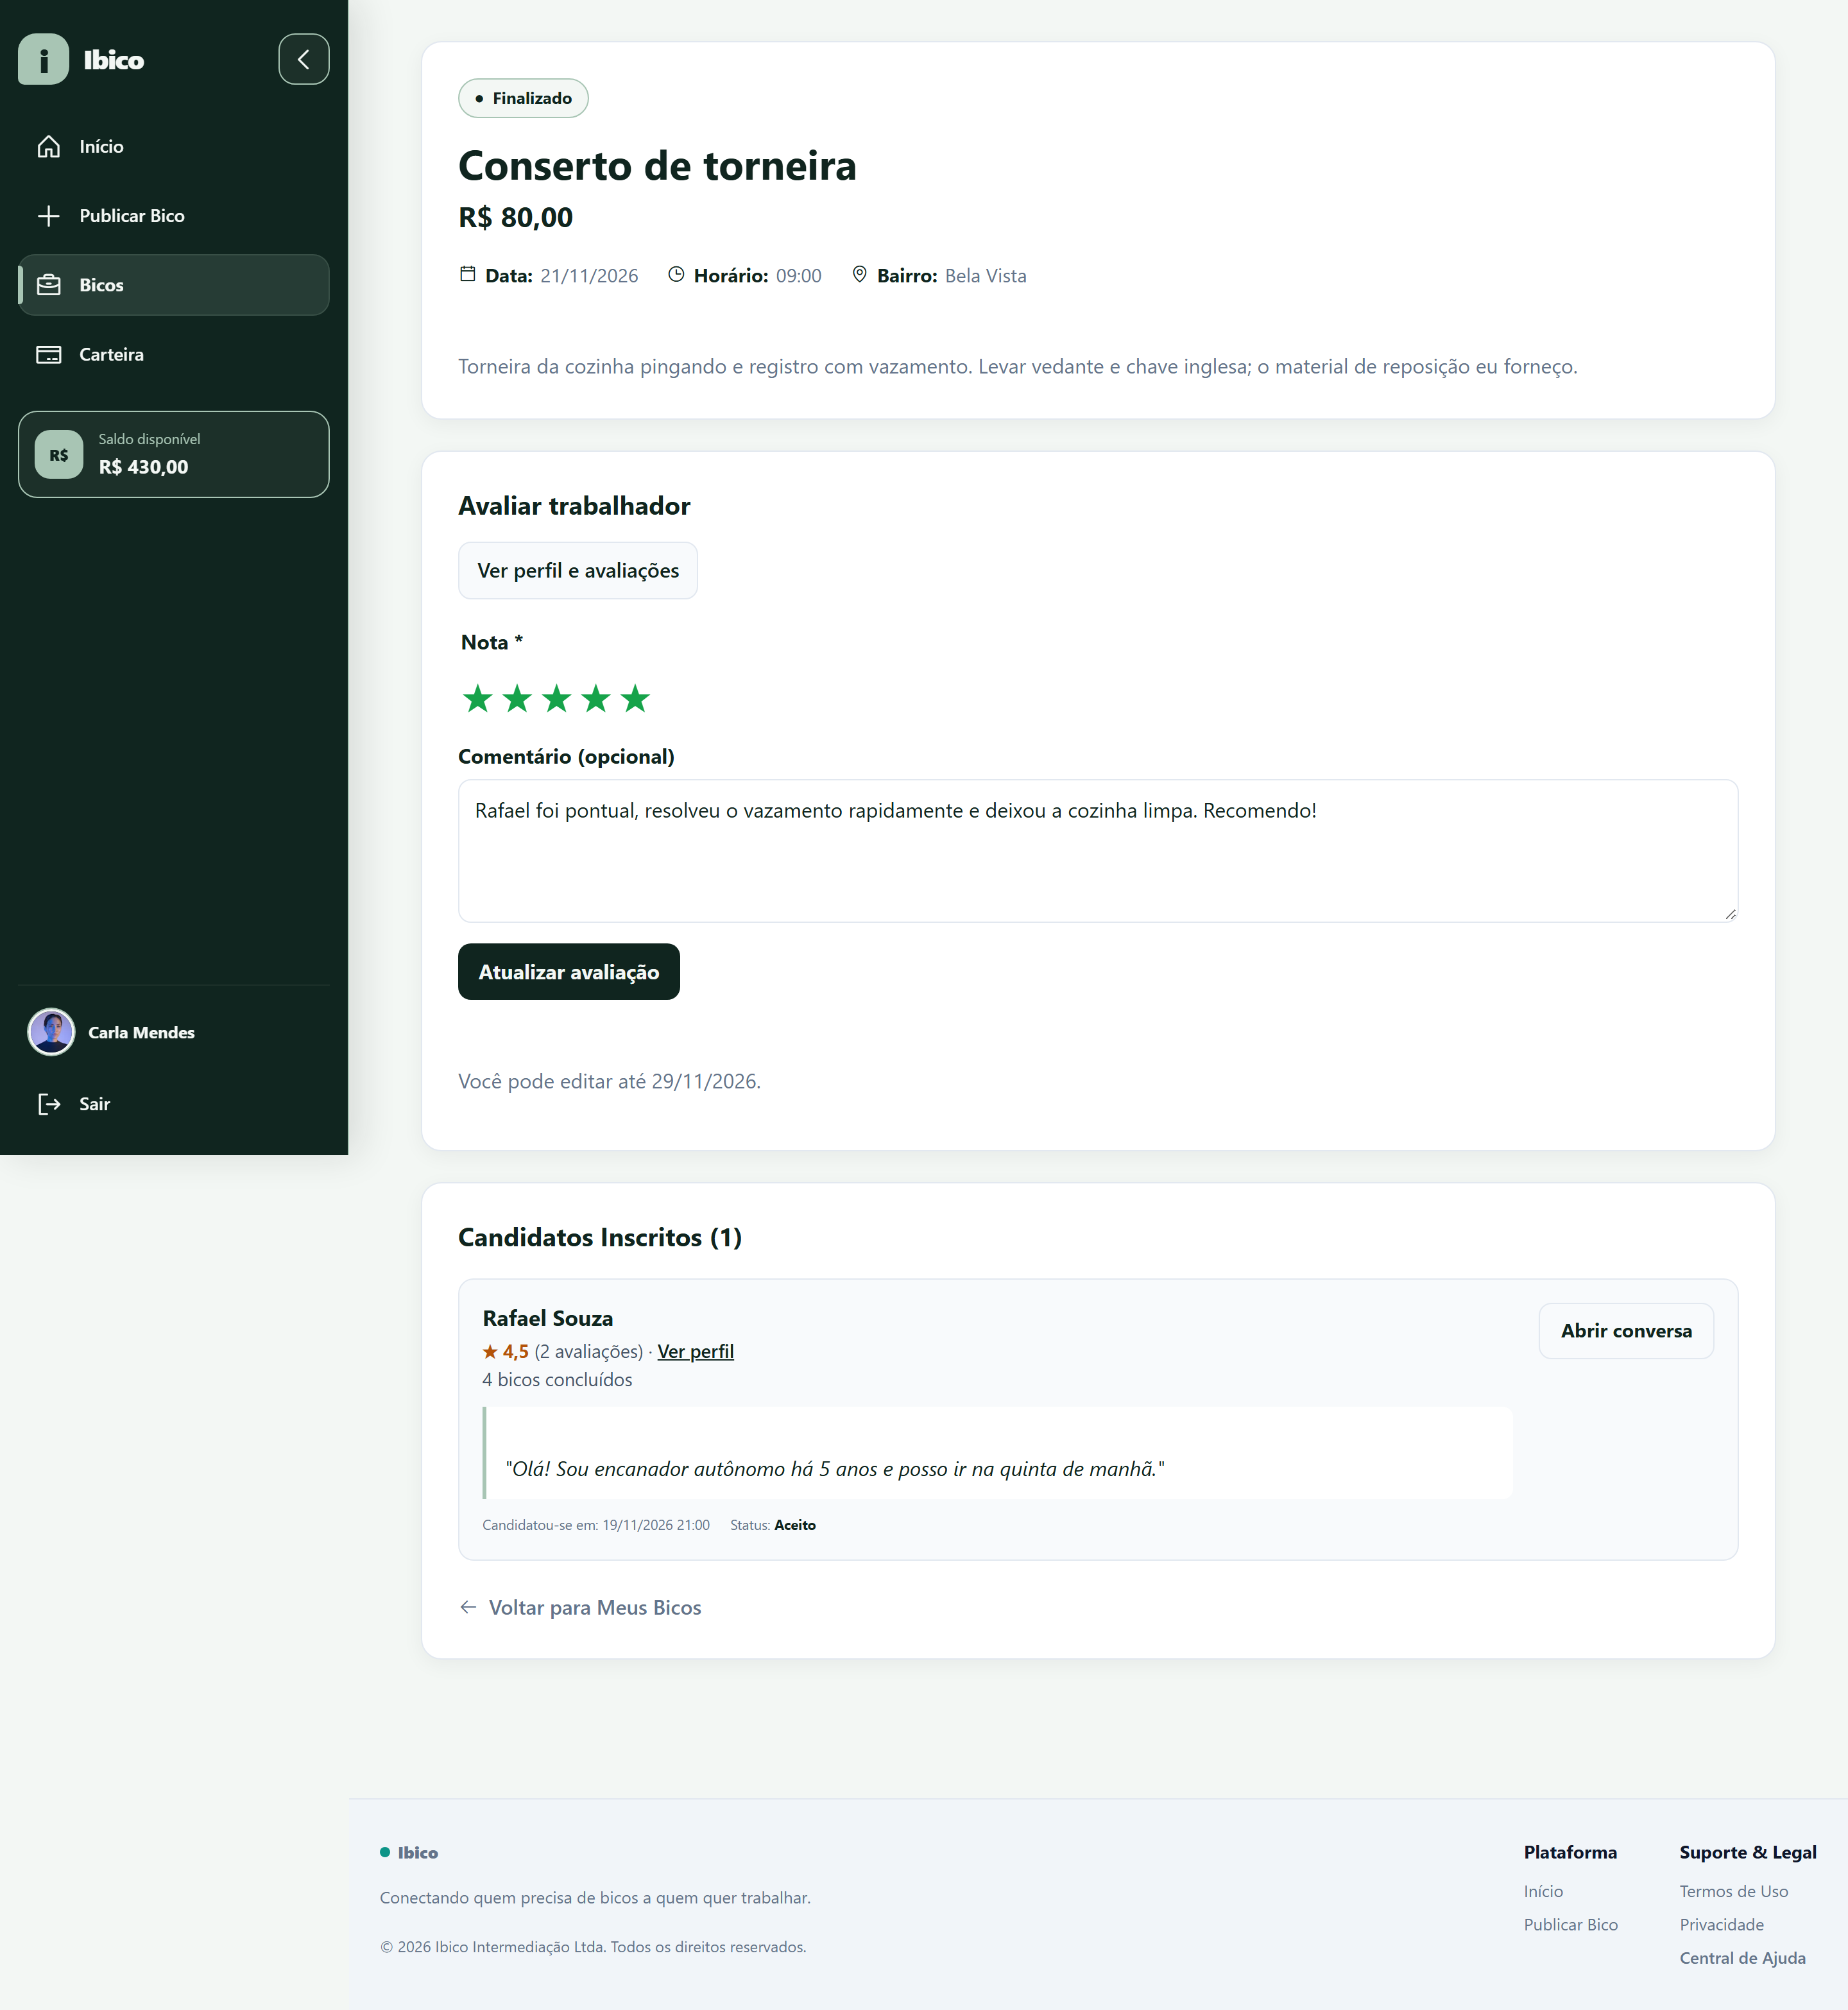 i
Ibico
Início
Publicar Bico
Bicos
Carteira
R$
Saldo disponível
R$ 430,00
Carla Mendes
Sair
Finalizado
Conserto de torneira
R$ 80,00
Data: 21/11/2026 Horário: 09:00 Bairro: Bela Vista
Torneira da cozinha pingando e registro com vazamento. Levar vedante e chave inglesa; o material de reposição eu forneço.
Avaliar trabalhador
Ver perfil e avaliações
Nota *
★★★★★
Comentário (opcional)
Rafael foi pontual, resolveu o vazamento rapidamente e deixou a cozinha limpa. Recomendo!
Atualizar avaliação
Você pode editar até 29/11/2026.
Candidatos Inscritos (1)
Rafael Souza
★ 4,5 (2 avaliações) · Ver perfil
4 bicos concluídos
Abrir conversa
"Olá! Sou encanador autônomo há 5 anos e posso ir na quinta de manhã."
Candidatou-se em: 19/11/2026 21:00 Status: Aceito
← Voltar para Meus Bicos
Ibico
Conectando quem precisa de bicos a quem quer trabalhar.
© 2026 Ibico Intermediação Ltda. Todos os direitos reservados.
Plataforma
Início
Publicar Bico
Suporte & Legal
Termos de Uso
Privacidade
Central de Ajuda